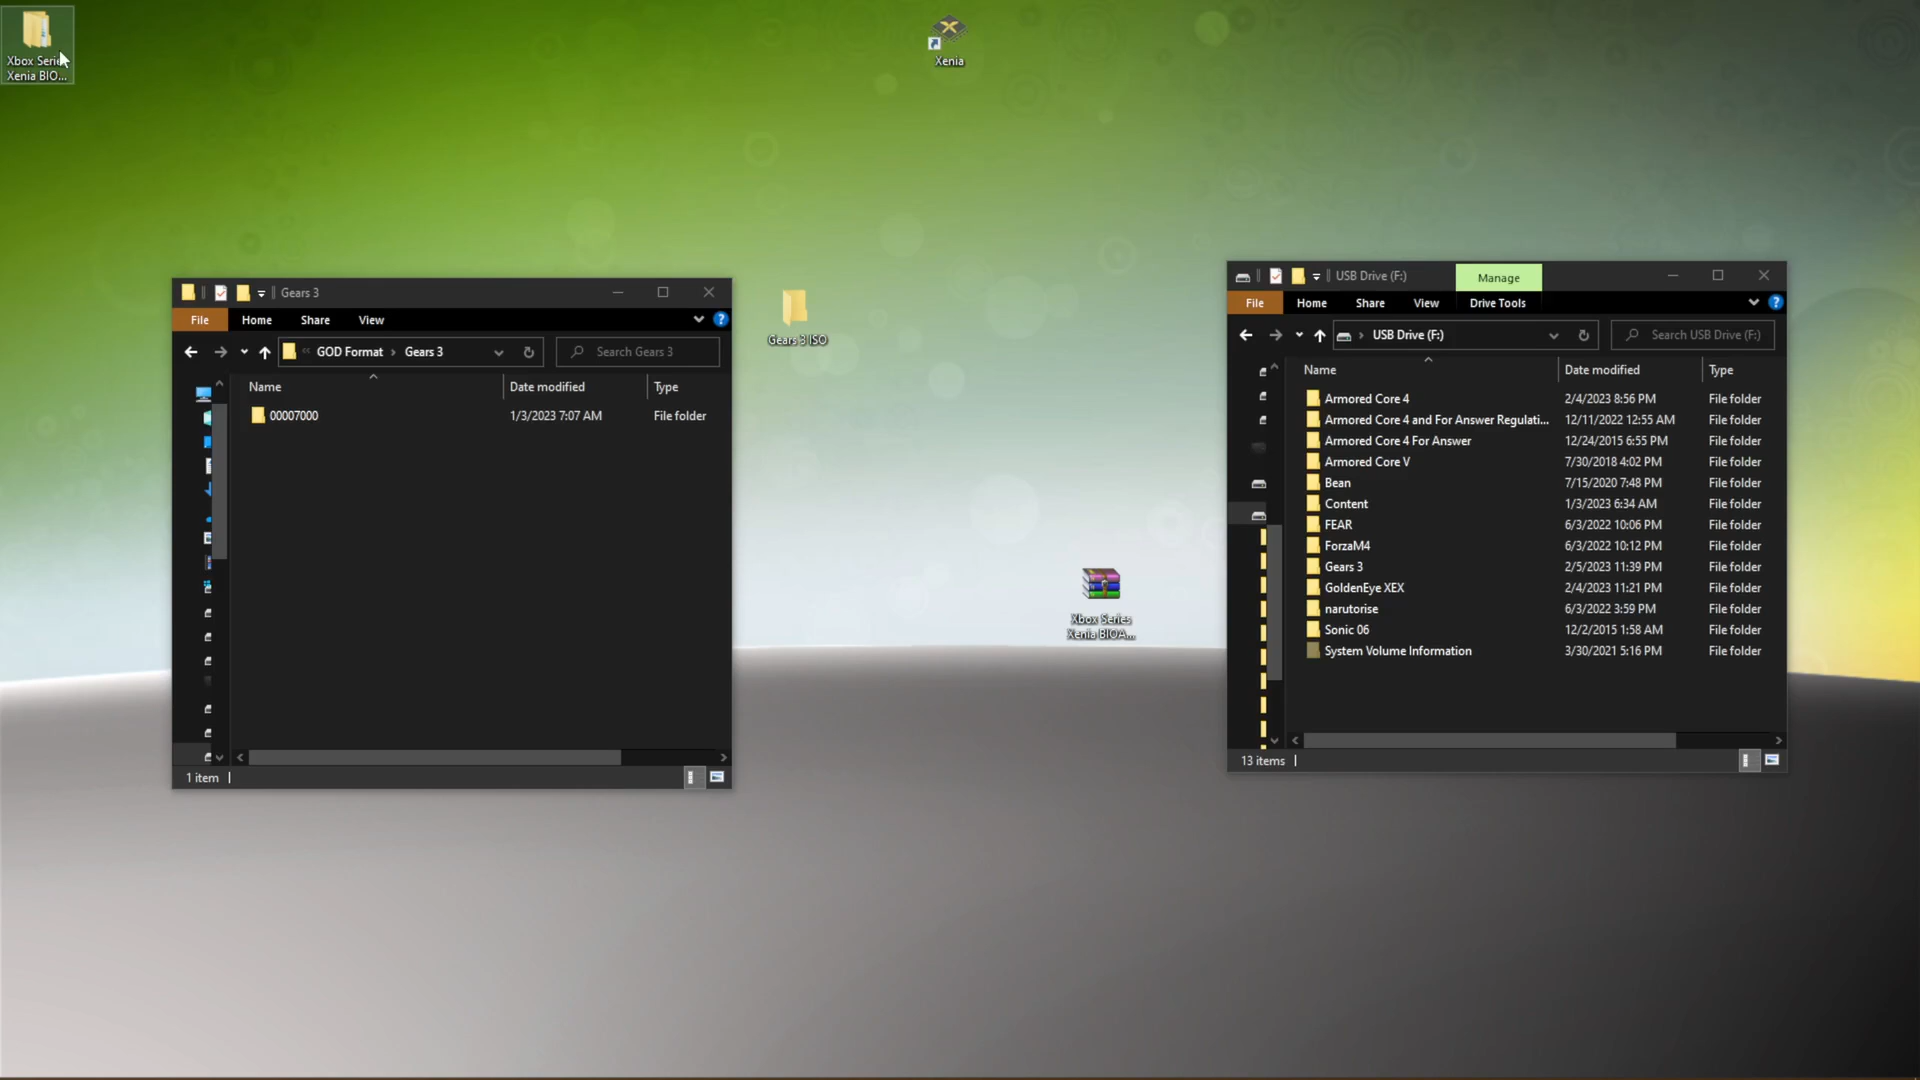 Xbox Serie
Xenia BIO...
Xenia
Gears 3
File Home Share View
GOD Format › Gears 3
Search Gears 3
Name Date modified Type
00007000 1/3/2023 7:07 AM File folder
1 item
Gears 3 ISO
Xbox Series
Xenia BIOA...
USB Drive (F:) Manage
File Home Share View Drive Tools
USB Drive (F:)
Search USB Drive (F:)
Name Date modified Type
Armored Core 4 2/4/2023 8:56 PM File folder
Armored Core 4 and For Answer Regulati... 12/11/2022 12:55 AM File folder
Armored Core 4 For Answer 12/24/2015 6:55 PM File folder
Armored Core V 7/30/2018 4:02 PM File folder
Bean 7/15/2020 7:48 PM File folder
Content 1/3/2023 6:34 AM File folder
FEAR 6/3/2022 10:06 PM File folder
ForzaM4 6/3/2022 10:12 PM File folder
Gears 3 2/5/2023 11:39 PM File folder
GoldenEye XEX 2/4/2023 11:21 PM File folder
narutorise 6/3/2022 3:59 PM File folder
Sonic 06 12/2/2015 1:58 AM File folder
System Volume Information 3/30/2021 5:16 PM File folder
13 items